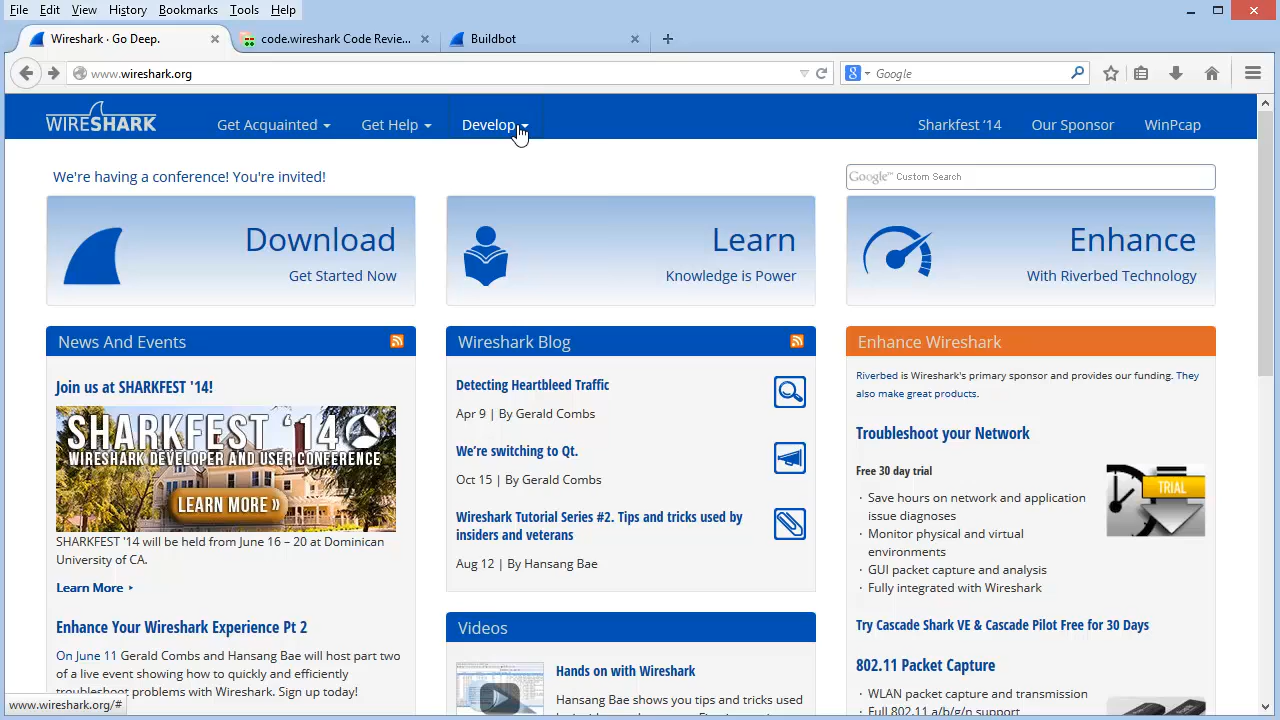 File Edit View History Bookmarks Tools Help
Wireshark · Go Deep.
code.wireshark Code Revie...
Buildbot
www.wireshark.org
Google
WIRESHARK
Get Acquainted
Get Help
Develop
Sharkfest '14
Our Sponsor
WinPcap
We're having a conference! You're invited!
Google™ Custom Search
Download
Get Started Now
Learn
Knowledge is Power
Enhance
With Riverbed Technology
News And Events
Join us at SHARKFEST '14!
SHARKFEST '14
WIRESHARK DEVELOPER AND USER CONFERENCE
LEARN MORE »
SHARKFEST '14 will be held from June 16 – 20 at Dominican
University of CA.
Learn More ▸
Enhance Your Wireshark Experience Pt 2
On June 11 Gerald Combs and Hansang Bae will host part two
of a live event showing how to quickly and efficiently
troubleshoot problems with Wireshark. Sign up today!
www.wireshark.org/#
Wireshark Blog
Detecting Heartbleed Traffic
Apr 9 | By Gerald Combs
We're switching to Qt.
Oct 15 | By Gerald Combs
Wireshark Tutorial Series #2. Tips and tricks used by
insiders and veterans
Aug 12 | By Hansang Bae
Videos
Hands on with Wireshark
Hansang Bae shows you tips and tricks used
Enhance Wireshark
Riverbed is Wireshark's primary sponsor and provides our funding. They
also make great products.
Troubleshoot your Network
Free 30 day trial
· Save hours on network and application
issue diagnoses
· Monitor physical and virtual
environments
· GUI packet capture and analysis
· Fully integrated with Wireshark
TRIAL
Try Cascade Shark VE & Cascade Pilot Free for 30 Days
802.11 Packet Capture
· WLAN packet capture and transmission
· Full 802.11 a/b/g/n support